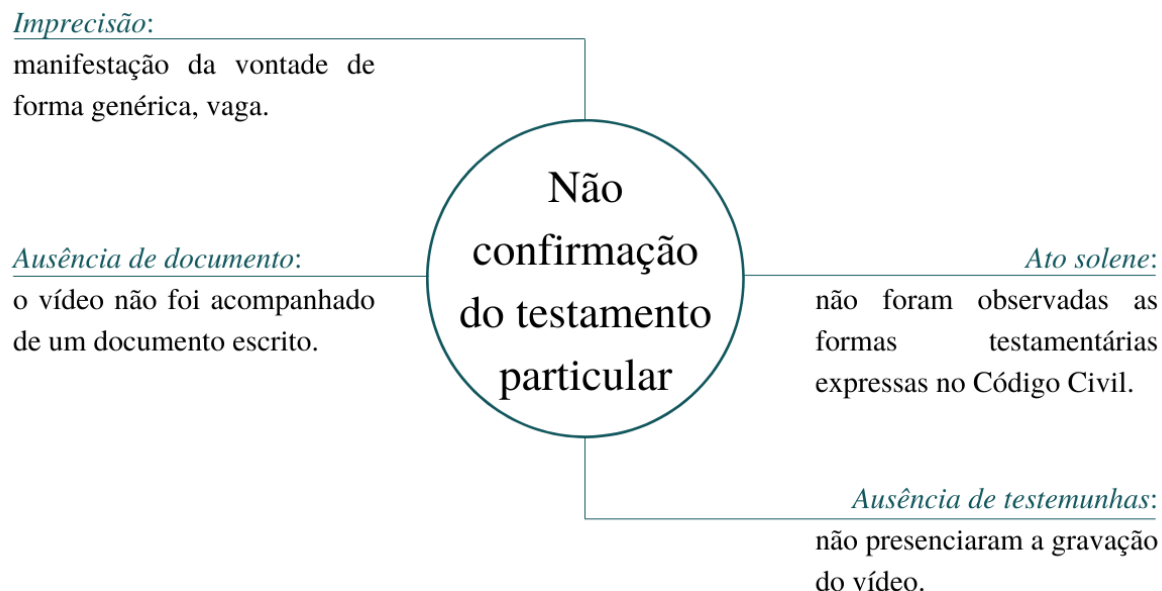 Imprecisão:
manifestação da vontade de
forma genérica, vaga.
Não
confirmação
do testamento
particular
Ausência de documento:
o vídeo não foi acompanhado
de um documento escrito.
Ato solene:
não foram observadas as
formas testamentárias
expressas no Código Civil.
Ausência de testemunhas:
não presenciaram a gravação
do vídeo.